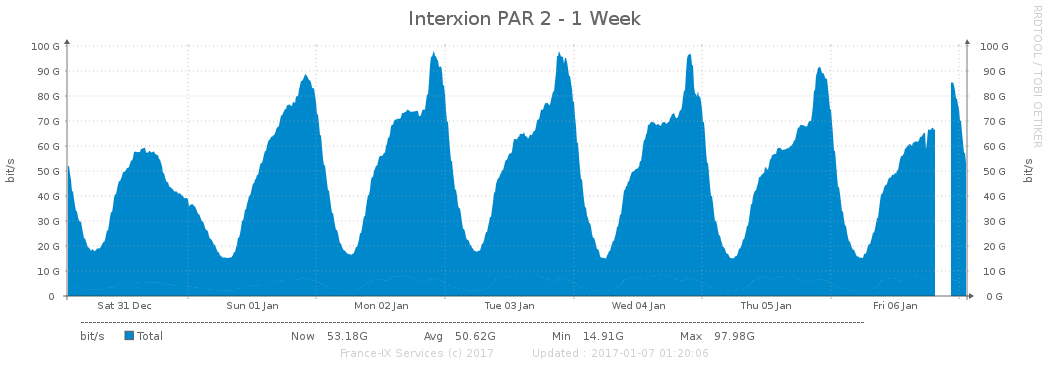 Interxion PAR 2 - 1 Week
RRDTOOL / TOBI OETIKER
100 G 100 G
90 G 90 G
80 G 80 G
70 G 70 G
60 G 60 G
50 G 50 G
40 G 40 G
30 G 30 G
20 G 20 G
10 G 10 G
0 0 G
bit/s bit/s
Sat 31 Dec Sun 01 Jan Mon 02 Jan Tue 03 Jan Wed 04 Jan Thu 05 Jan Fri 06 Jan
bit/s Total Now 53.18G Avg 50.62G Min 14.91G Max 97.98G
France-IX Services (c) 2017 Updated : 2017-01-07 01:20:06